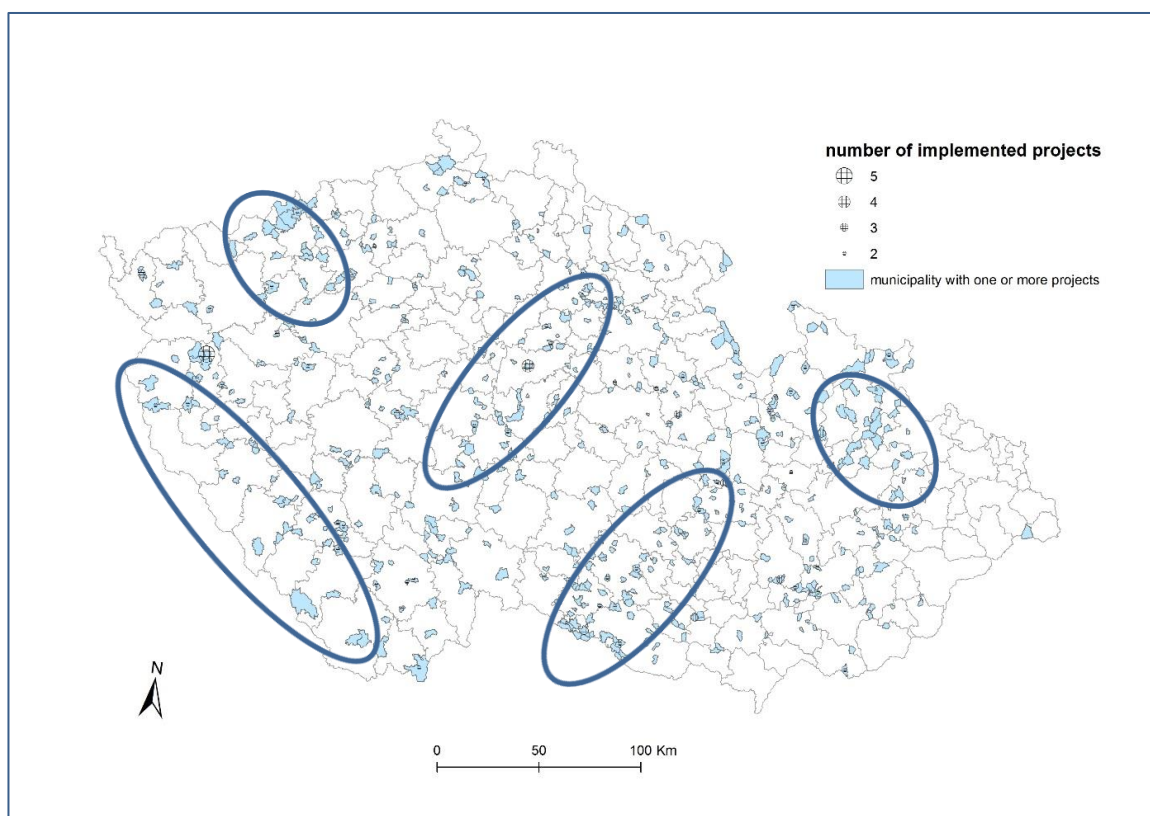 number of implemented projects
5
4
3
2
municipality with one or more projects
N
0 50 100 Km